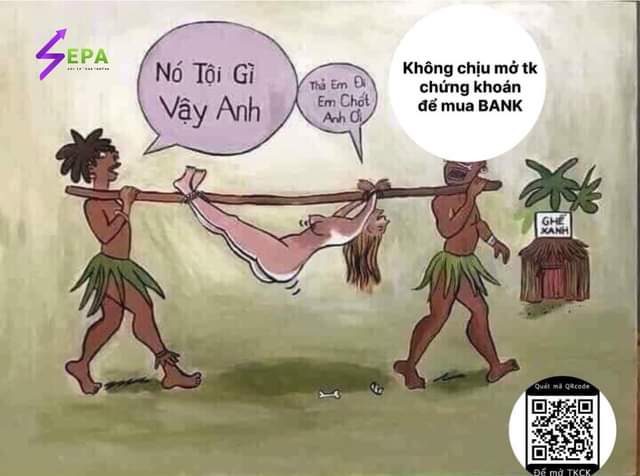 SEPA
Nó Tội Gì
Vậy Anh
Thả Em Đi
Em Chốt
Anh Ơi
Không chịu mở tk
chứng khoán
để mua BANK
GHẾ
XANH
Quét mã QRcode
Để mở TKCK